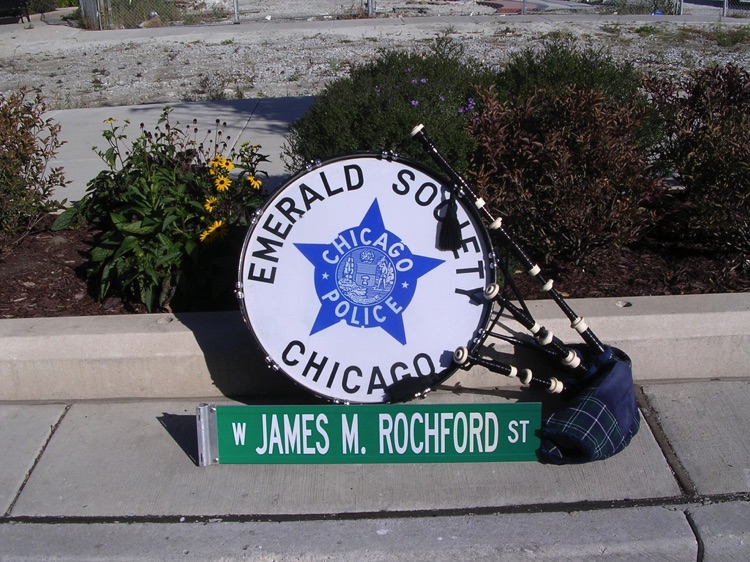 EMERALD SOCIETY
CHICAGO
POLICE
CHICAGO
W JAMES M. ROCHFORD ST